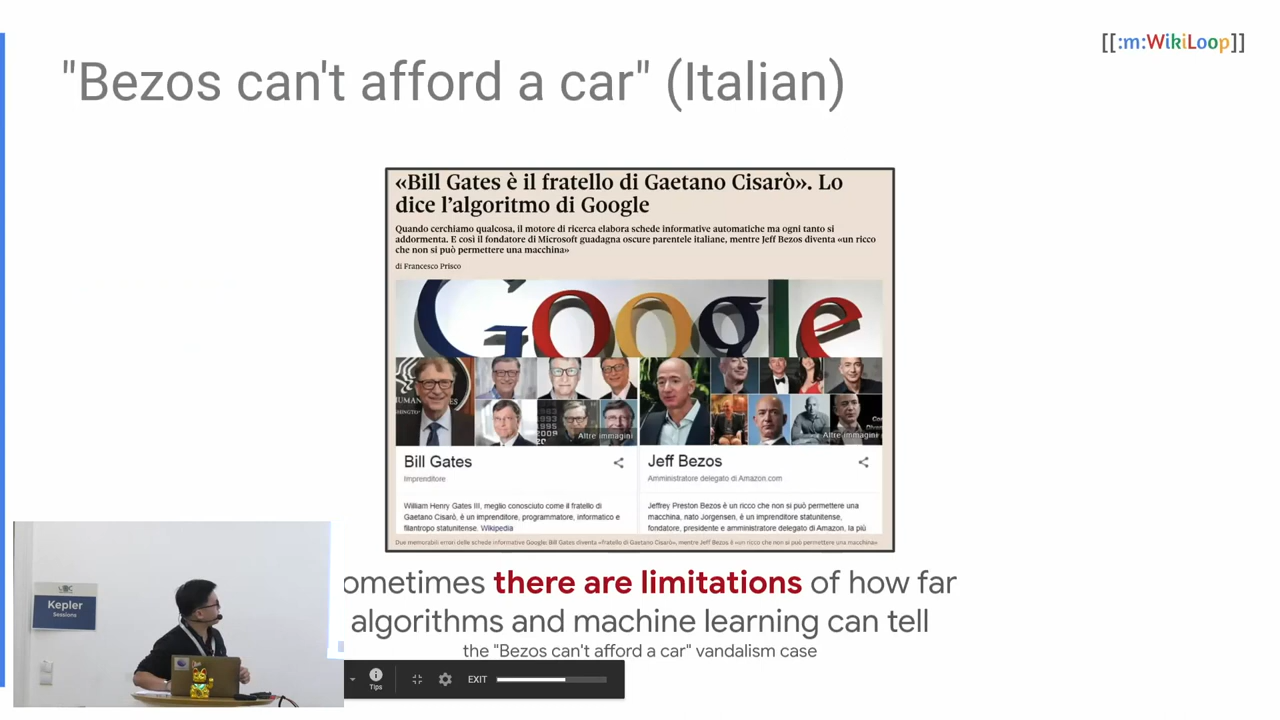 [[:m:WikiLoop]]
"Bezos can't afford a car" (Italian)
«Bill Gates è il fratello di Gaetano Cisarò». Lo
dice l'algoritmo di Google
Quando cerchiamo qualcosa, il motore di ricerca elabora schede informative automatiche ma ogni tanto si
addormenta. E così il fondatore di Microsoft guadagna oscure parentele italiane, mentre Jeff Bezos diventa «un ricco
che non si può permettere una macchina»
di Francesco Prisco
Google
HUMAN
1993
1995
2009
20
Altre immagini
Altre immagini
Bill Gates
Imprenditore
William Henry Gates III, meglio conosciuto come il fratello di
Gaetano Cisarò, è un imprenditore, programmatore, informatico e
filantropo statunitense. Wikipedia
Jeff Bezos
Amministratore delegato di Amazon.com
Jeffrey Preston Bezos è un ricco che non si può permettere una
macchina, nato Jorgensen, è un imprenditore statunitense,
fondatore, presidente e amministratore delegato di Amazon, la più
Due memorabili errori delle schede informative Google: Bill Gates diventa «fratello di Gaetano Cisarò», mentre Jeff Bezos è «un ricco che non si può permettere una macchina»
ometimes there are limitations of how far
algorithms and machine learning can tell
the "Bezos can't afford a car" vandalism case
Kepler
Sessions
Tips
EXIT